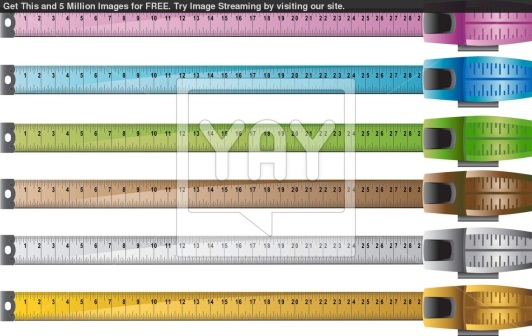 Get This and 5 Million Images for FREE. Try Image Streaming by visiting our site.
1 2 3 4 5 6 7 8 9 10 11 12 13 14 15 16 17 18 19 20 21 22 23 24 25 26 27 28 2
1 2 3 4 5 6 7 8 9 10 11 12 13 14 15 16 17 18 19 20 21 22 23 24 25 26 27 28 2
YAY
1 2 3 4 5 6 7 8 9 10 11 12 13 14 15 16 17 18 19 20 21 22 23 24 25 26 27 28 2
1 2 3 4 5 6 7 8 9 10 11 12 13 14 15 16 17 18 19 20 21 22 23 24 25 26 27 28 2
1 2 3 4 5 6 7 8 9 10 11 12 13 14 15 16 17 18 19 20 21 22 23 24 25 26 27 28 2
1 2 3 4 5 6 7 8 9 10 11 12 13 14 15 16 17 18 19 20 21 22 23 24 25 26 27 28 2